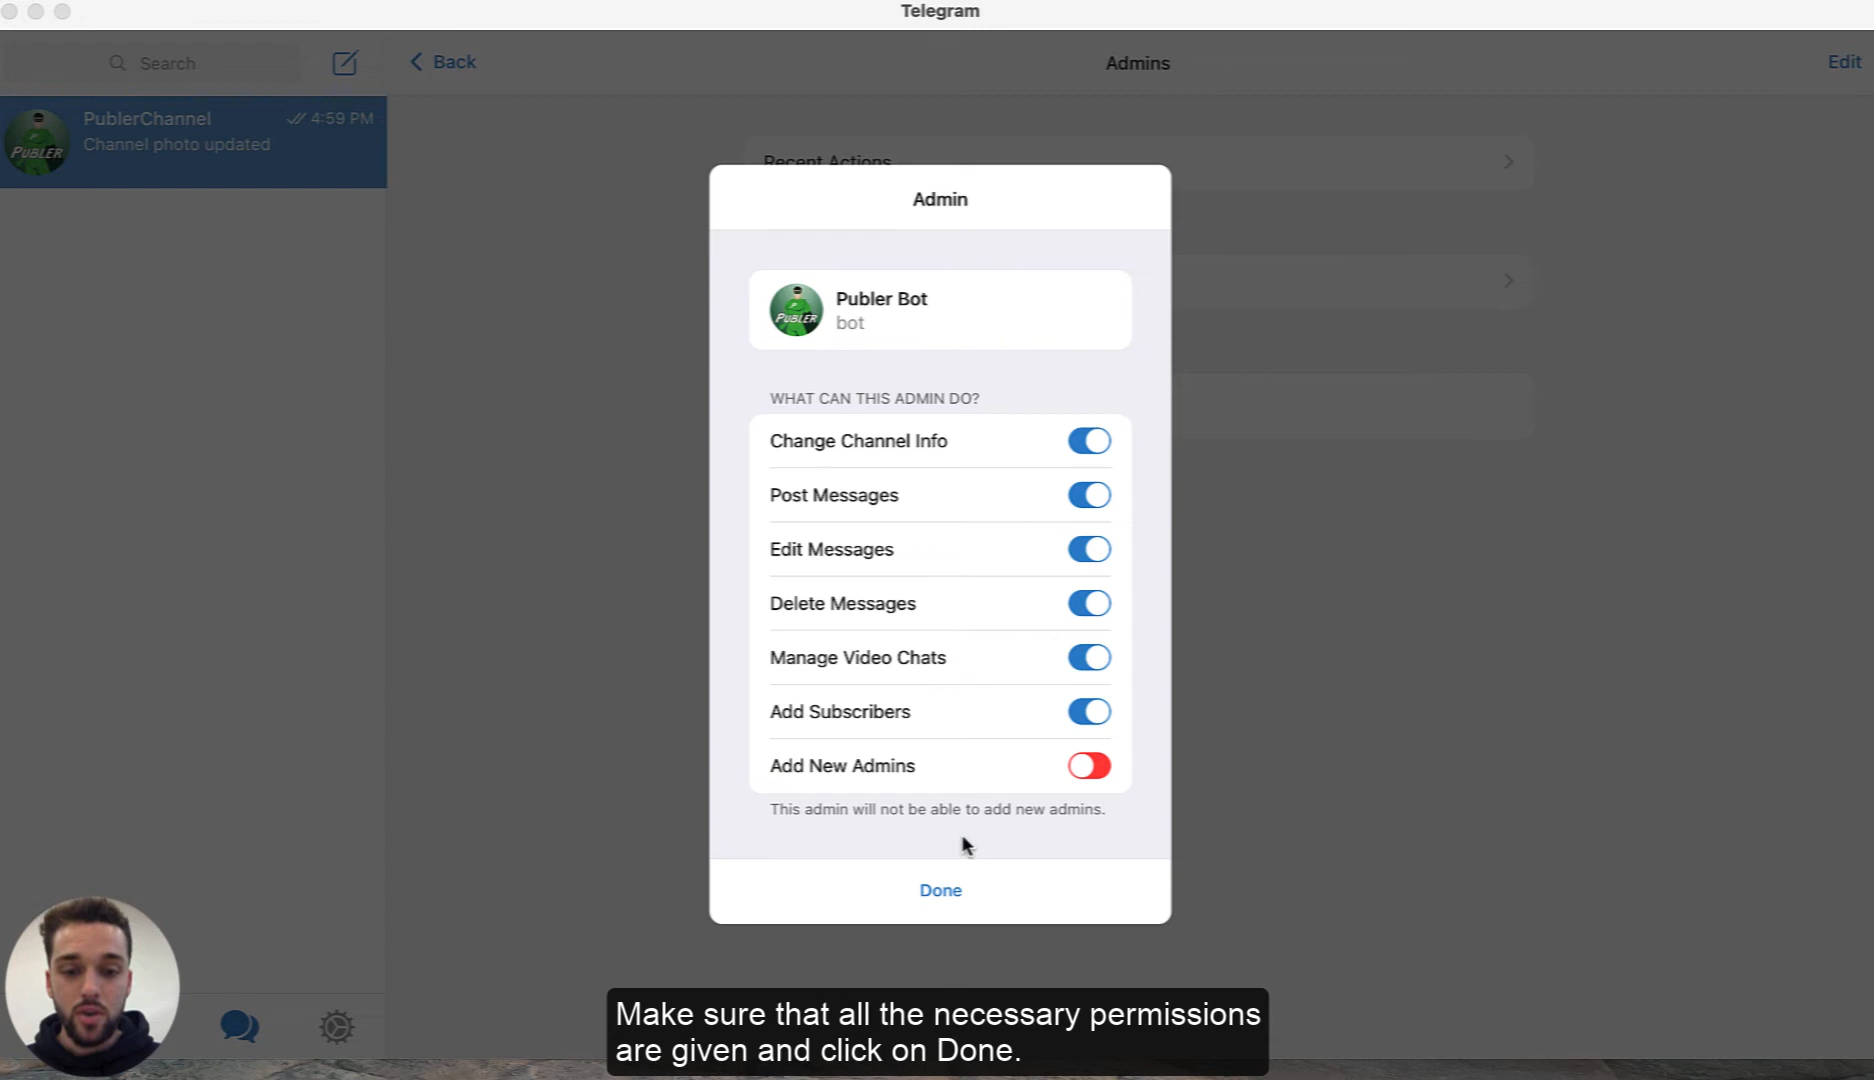 Telegram
Search
Back
Admins
Edit
PublerChannel
4:59 PM
Channel photo updated
PUBLER
Recent Actions
Admin
Publer Bot
bot
PUBLER
WHAT CAN THIS ADMIN DO?
Change Channel Info
Post Messages
Edit Messages
Delete Messages
Manage Video Chats
Add Subscribers
Add New Admins
This admin will not be able to add new admins.
Done
Make sure that all the necessary permissions
are given and click on Done.